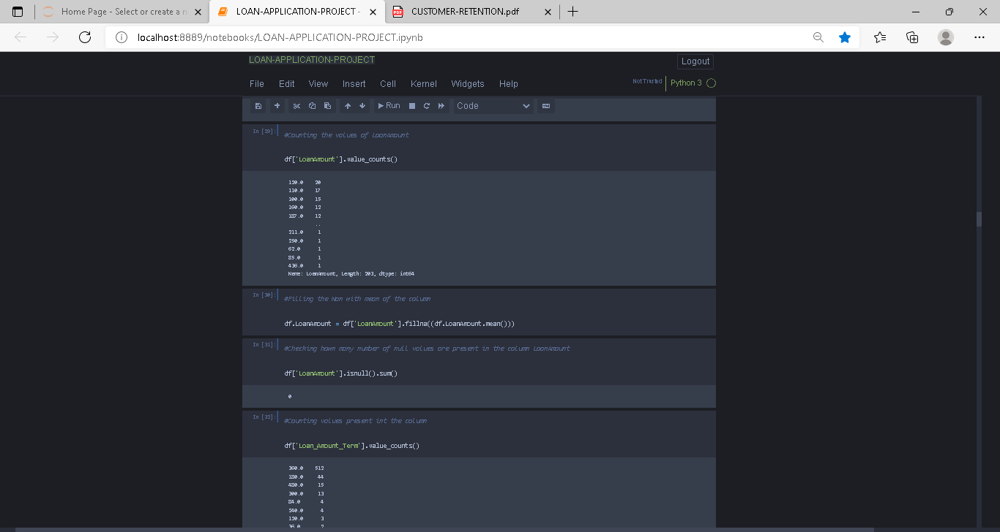 Home Page - Select or create a n
LOAN-APPLICATION-PROJECT -
CUSTOMER-RETENTION.pdf
localhost:8889/notebooks/LOAN-APPLICATION-PROJECT.ipynb
LOAN-APPLICATION-PROJECT
Logout
File Edit View Insert Cell Kernel Widgets Help
Not Trusted
Python 3
Run
Code
In [29]:
#Counting the values of LoanAmount
df['LoanAmount'].value_counts()
120.0 20
110.0 17
100.0 15
160.0 12
187.0 12
..
211.0 1
250.0 1
62.0 1
85.0 1
436.0 1
Name: LoanAmount, Length: 203, dtype: int64
In [30]:
#Filling the Nan with mean of the column
df.LoanAmount = df['LoanAmount'].fillna((df.LoanAmount.mean()))
In [31]:
#Checking hown many number of null values are present in the column LoanAmount
df['LoanAmount'].isnull().sum()
0
In [32]:
#Counting values present int the column
df['Loan_Amount_Term'].value_counts()
360.0 512
180.0 44
480.0 15
300.0 13
84.0 4
240.0 4
120.0 3
36.0 2